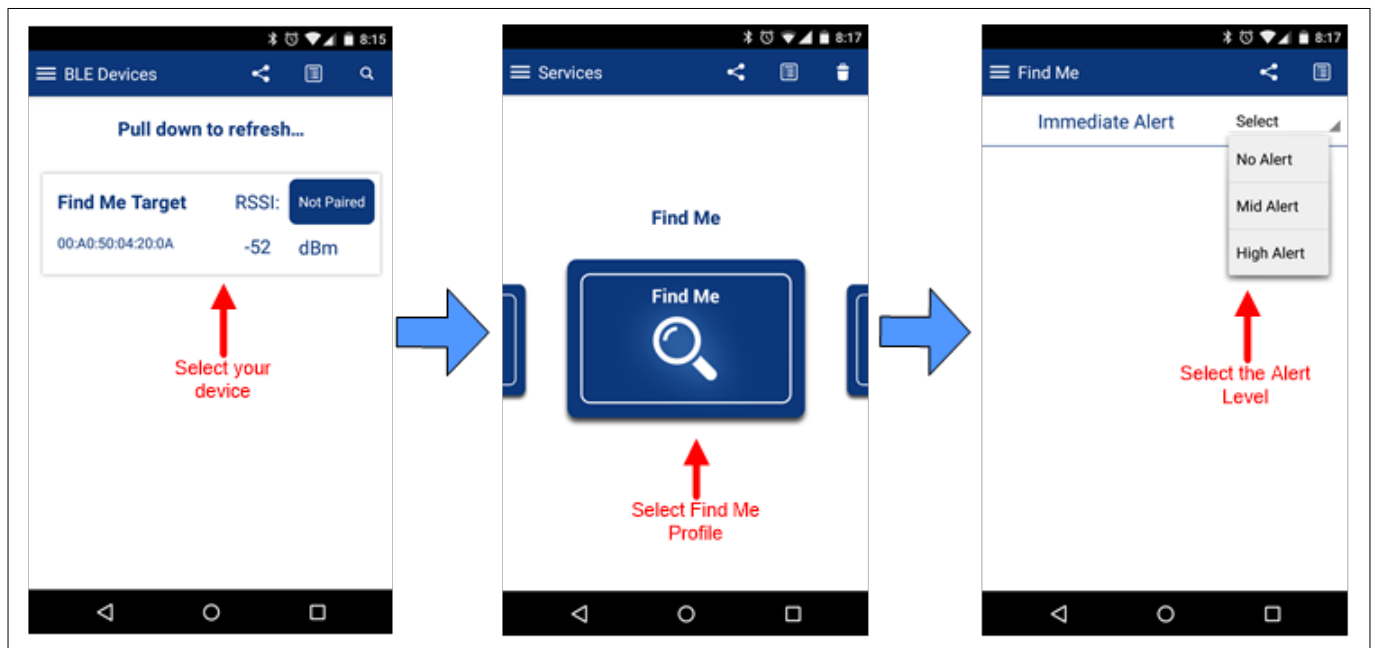 8:15
BLE Devices
Pull down to refresh...
Find Me Target RSSI: Not Paired
00:A0:50:04:20:0A -52 dBm
Select your
device
8:17
Services
Find Me
Find Me
Select Find Me
Profile
8:17
Find Me
Immediate Alert Select
No Alert
Mid Alert
High Alert
Select the Alert
Level